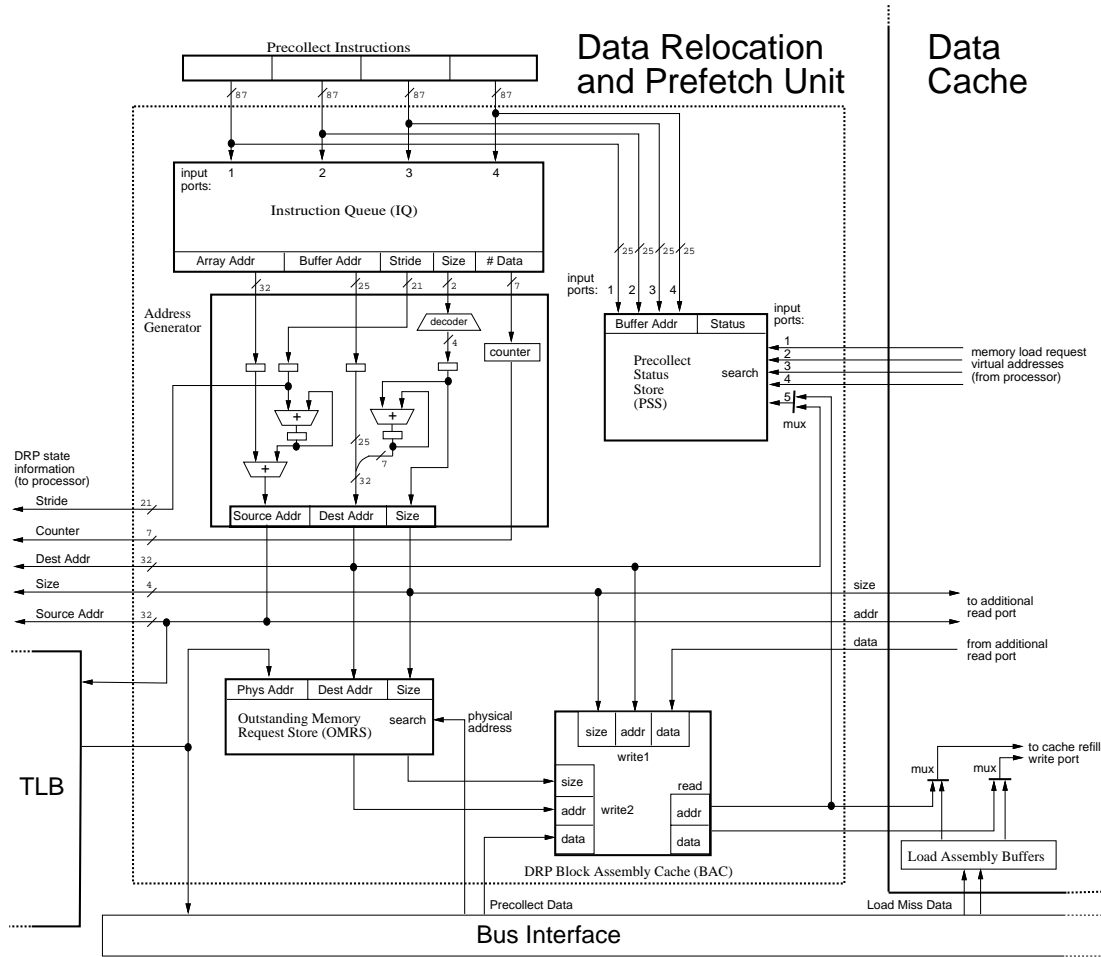 Precollect Instructions
Data Relocation
and Prefetch Unit
Data
Cache
87 87 87 87
input
ports:
1 2 3 4
Instruction Queue (IQ)
Array Addr Buffer Addr Stride Size # Data
32 25 21 2 7
25 25 25 25
input
ports:
1 2 3 4
Address
Generator
decoder
4
counter
Buffer Addr Status
Precollect
Status
Store
(PSS)
search
input
ports:
1
2
3
4
5
mux
memory load request
virtual addresses
(from processor)
+
+
25
7
+
32
Source Addr Dest Addr Size
DRP state
information
(to processor)
Stride 21
Counter 7
Dest Addr 32
Size 4
Source Addr 32
size
addr
to additional
read port
data
from additional
read port
TLB
Phys Addr Dest Addr Size
Outstanding Memory
Request Store (OMRS)
search
physical
address
size addr data
write1
size
addr
data
write2
read
addr
data
DRP Block Assembly Cache (BAC)
mux
mux
to cache refill
write port
Load Assembly Buffers
Precollect Data
Load Miss Data
Bus Interface